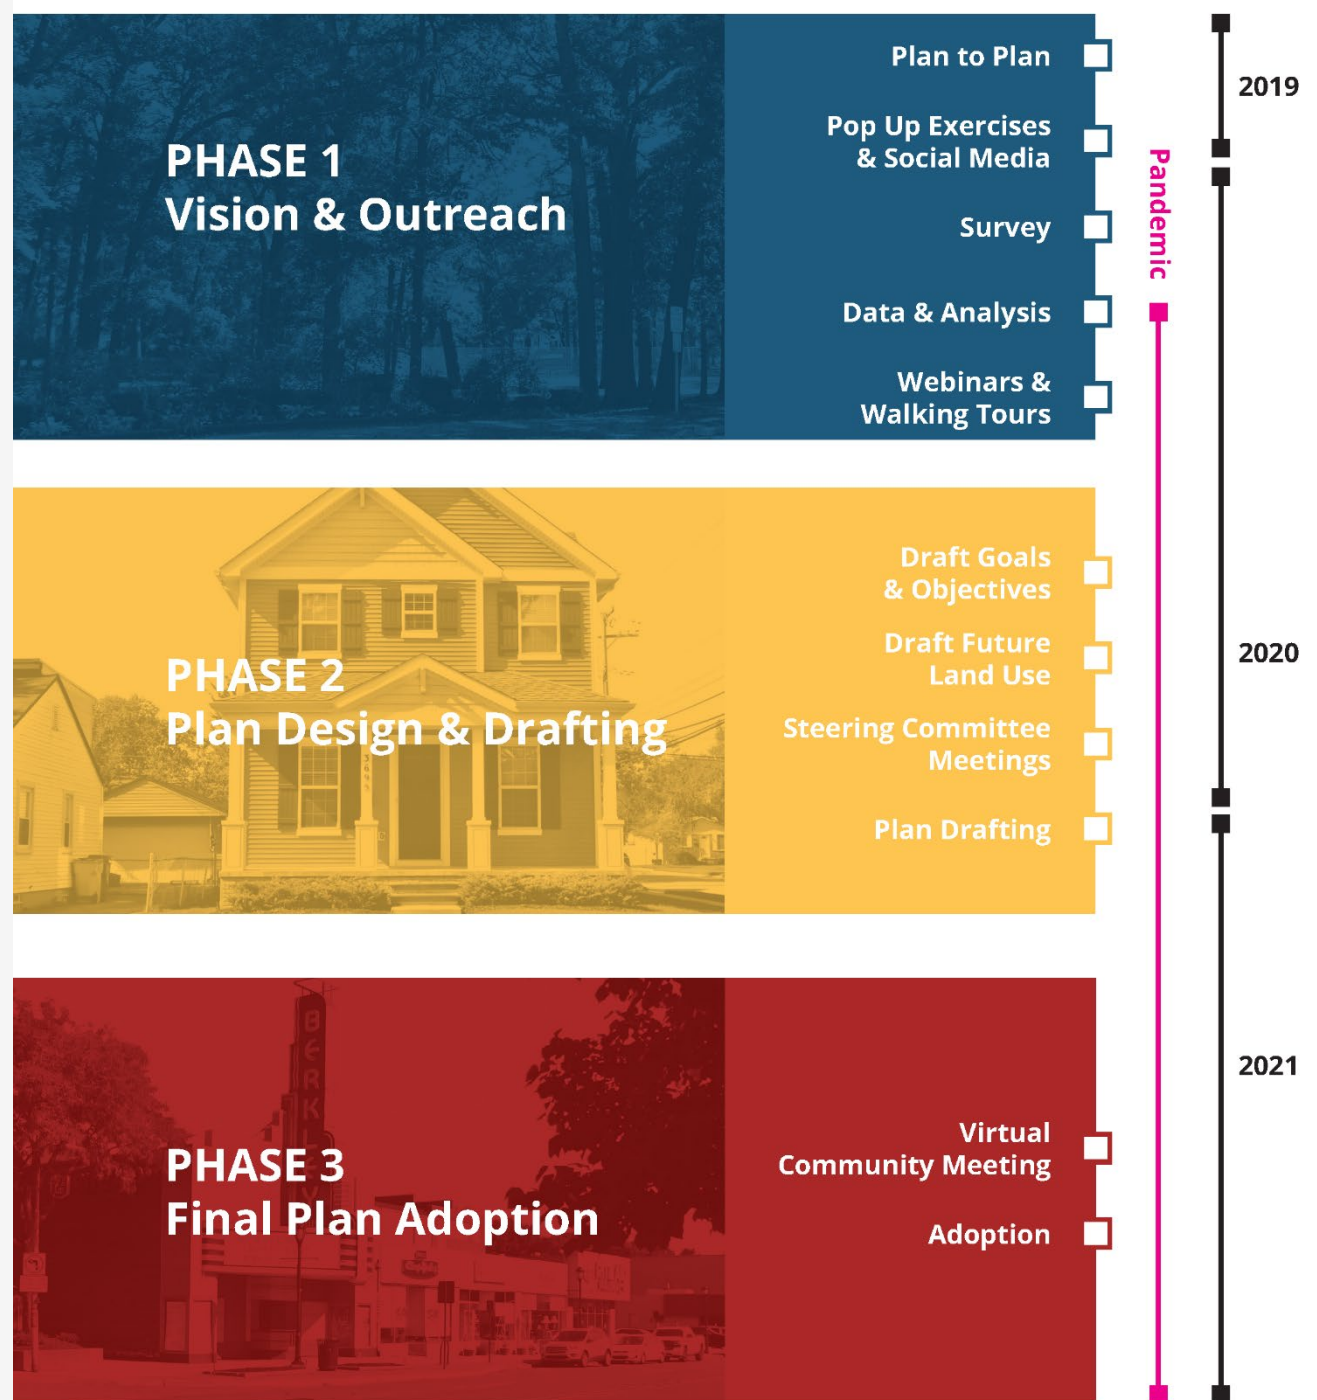 PHASE 1
Vision & Outreach
Plan to Plan
Pop Up Exercises
& Social Media
Survey
Data & Analysis
Webinars &
Walking Tours
PHASE 2
Plan Design & Drafting
Draft Goals
& Objectives
Draft Future
Land Use
Steering Committee
Meetings
Plan Drafting
PHASE 3
Final Plan Adoption
Virtual
Community Meeting
Adoption
Pandemic
2019
2020
2021